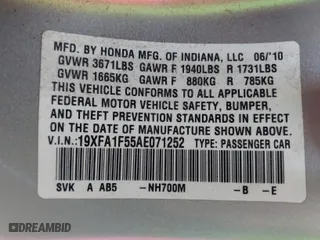 MFD. BY HONDA MFG. OF INDIANA, LLC 06/'10
GVWR 3671LBS GAWR F 1940LBS R 1731LBS
GVWR 1665KG GAWR F 880KG R 785KG
THIS VEHICLE CONFORMS TO ALL APPLICABLE
FEDERAL MOTOR VEHICLE SAFETY, BUMPER,
AND THEFT PREVENTION STANDARDS IN EFFECT
ON THE DATE OF MANUFACTURE SHOWN ABOVE.
V.I.N.:19XFA1F55AE071252 TYPE: PASSENGER CAR
SVK A AB5 -NH700M -B -E
DREAMBID
dreambid.com